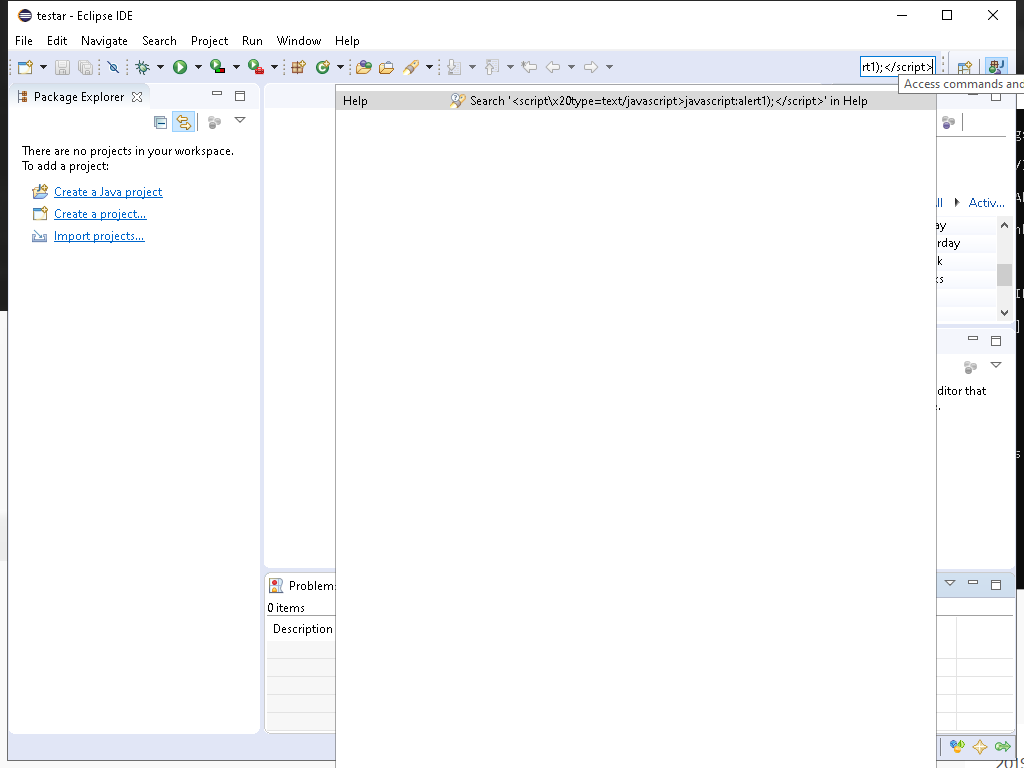 testar - Eclipse IDE
File Edit Navigate Search Project Run Window Help
rt1);</script>
Access commands and
Package Explorer
Help Search '<script\x20type=text/javascript>javascript:alert1);</script>' in Help
There are no projects in your workspace.
To add a project:
Create a Java project
Create a project...
Import projects...
Activ...
ay
rday
k
ks
ditor that
Problem
0 items
Description
2019